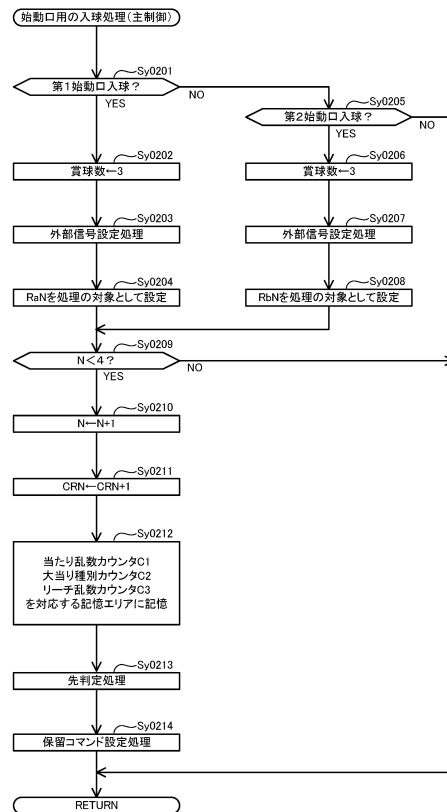 始動口用の入球処理(主制御)
Sy0201
第1始動口入球?
NO
YES
Sy0205
第2始動口入球?
NO
YES
Sy0202
賞球数←3
Sy0206
賞球数←3
Sy0203
外部信号設定処理
Sy0207
外部信号設定処理
Sy0204
RaNを処理の対象として設定
Sy0208
RbNを処理の対象として設定
Sy0209
N<4?
NO
YES
Sy0210
N←N+1
Sy0211
CRN←CRN+1
Sy0212
当たり乱数カウンタC1
大当り種別カウンタC2
リーチ乱数カウンタC3
を対応する記憶エリアに記憶
Sy0213
先判定処理
Sy0214
保留コマンド設定処理
RETURN